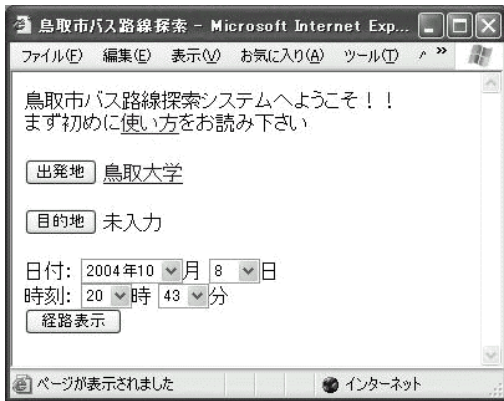 鳥取市バス路線探索 - Microsoft Internet Exp...
ファイル(F) 編集(E) 表示(V) お気に入り(A) ツール(T) »
鳥取市バス路線探索システムへようこそ！！
まず初めに使い方をお読み下さい
出発地 鳥取大学
目的地 未入力
日付: 2004年10月 8 日
時刻: 20 時 43 分
経路表示
ページが表示されました インターネット